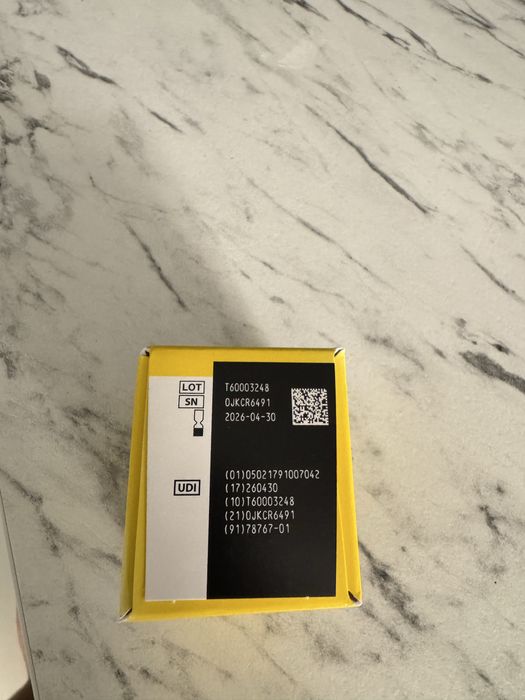 LOT T60003248
SN 0JKCR6491
2026-04-30
UDI
(01)05021791007042
(17)260430
(10)T60003248
(21)0JKCR6491
(91)78767-01